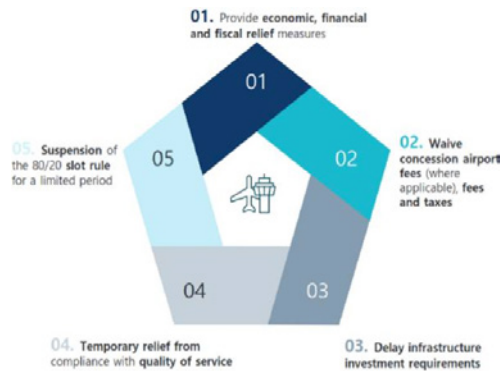 01. Provide economic, financial
and fiscal relief measures
01
02
02. Waive
concession airport
fees (where
applicable), fees
and taxes
03
03. Delay infrastructure
investment requirements
04
04. Temporary relief from
compliance with quality of service
05
05. Suspension of
the 80/20 slot rule
for a limited period